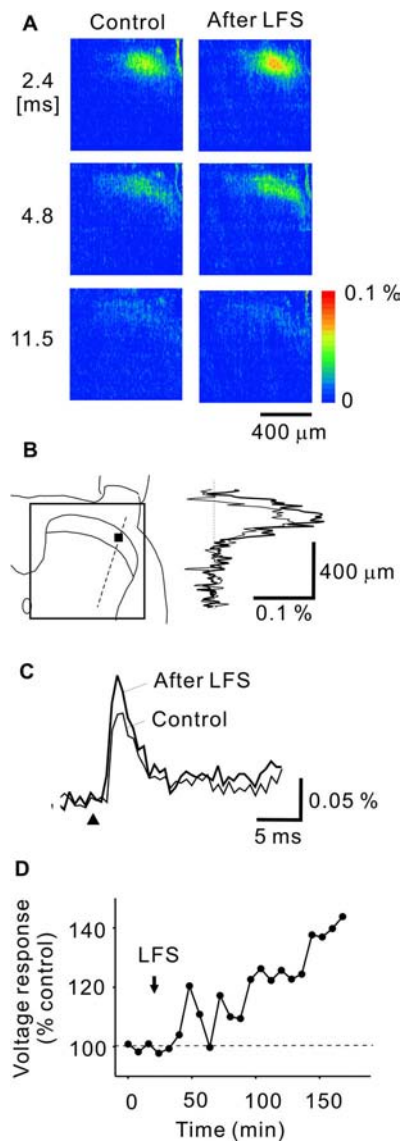 A
Control
After LFS
2.4
[ms]
4.8
11.5
0.1 %
0
400 μm
B
400 μm
0.1 %
C
After LFS
Control
0.05 %
5 ms
D
Voltage response
(% control)
140
120
100
LFS
0
50
100
150
Time (min)